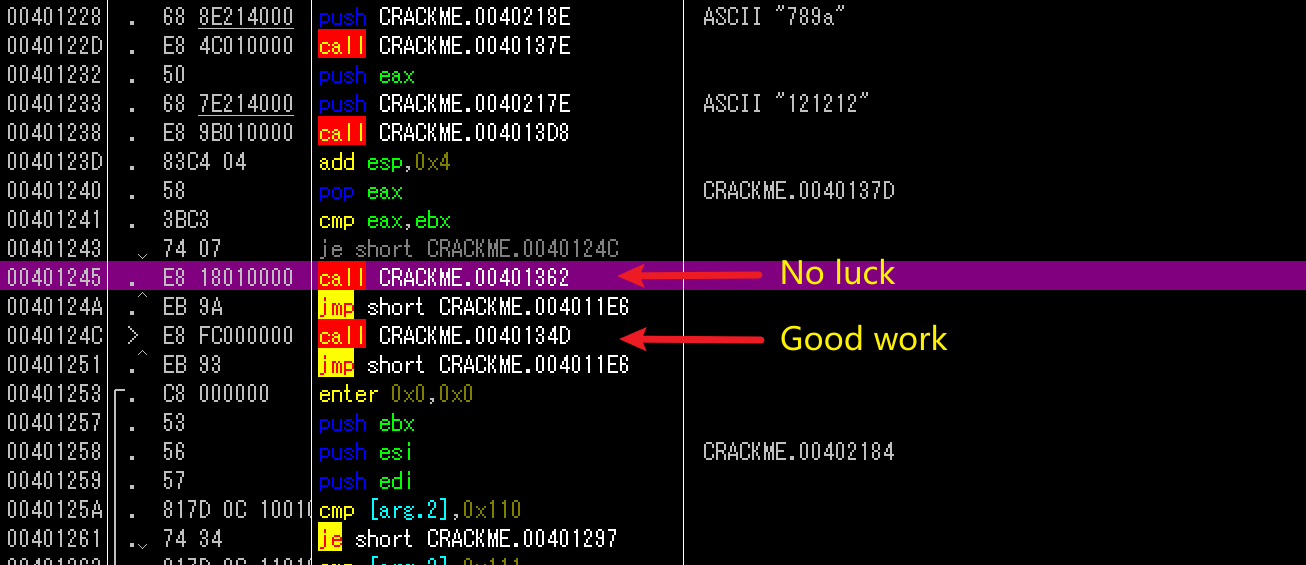 00401228 . 68 8E214000 push CRACKME.0040218E ASCII "789a"
0040122D . E8 4C010000 call CRACKME.0040137E
00401232 . 50 push eax
00401233 . 68 7E214000 push CRACKME.0040217E ASCII "121212"
00401238 . E8 9B010000 call CRACKME.004013D8
0040123D . 83C4 04 add esp,0x4
00401240 . 58 pop eax CRACKME.0040137D
00401241 . 3BC3 cmp eax,ebx
00401243 . 74 07 je short CRACKME.0040124C
00401245 . E8 18010000 call CRACKME.00401362 No luck
0040124A . EB 9A jmp short CRACKME.004011E6
0040124C > E8 FC000000 call CRACKME.0040134D Good work
00401251 . EB 93 jmp short CRACKME.004011E6
00401253 . C8 000000 enter 0x0,0x0
00401257 . 53 push ebx
00401258 . 56 push esi CRACKME.00402184
00401259 . 57 push edi
0040125A . 817D 0C 10010 cmp [arg.2],0x110
00401261 . 74 34 je short CRACKME.00401297